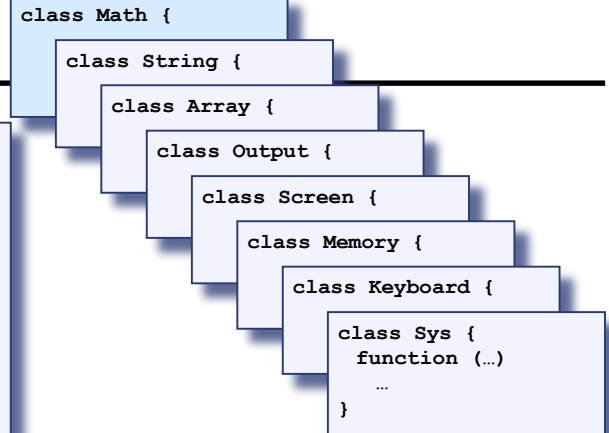 class Math {
class String {
class Array {
class Output {
class Screen {
class Memory {
class Keyboard {
class Sys {
function (…)
…
}